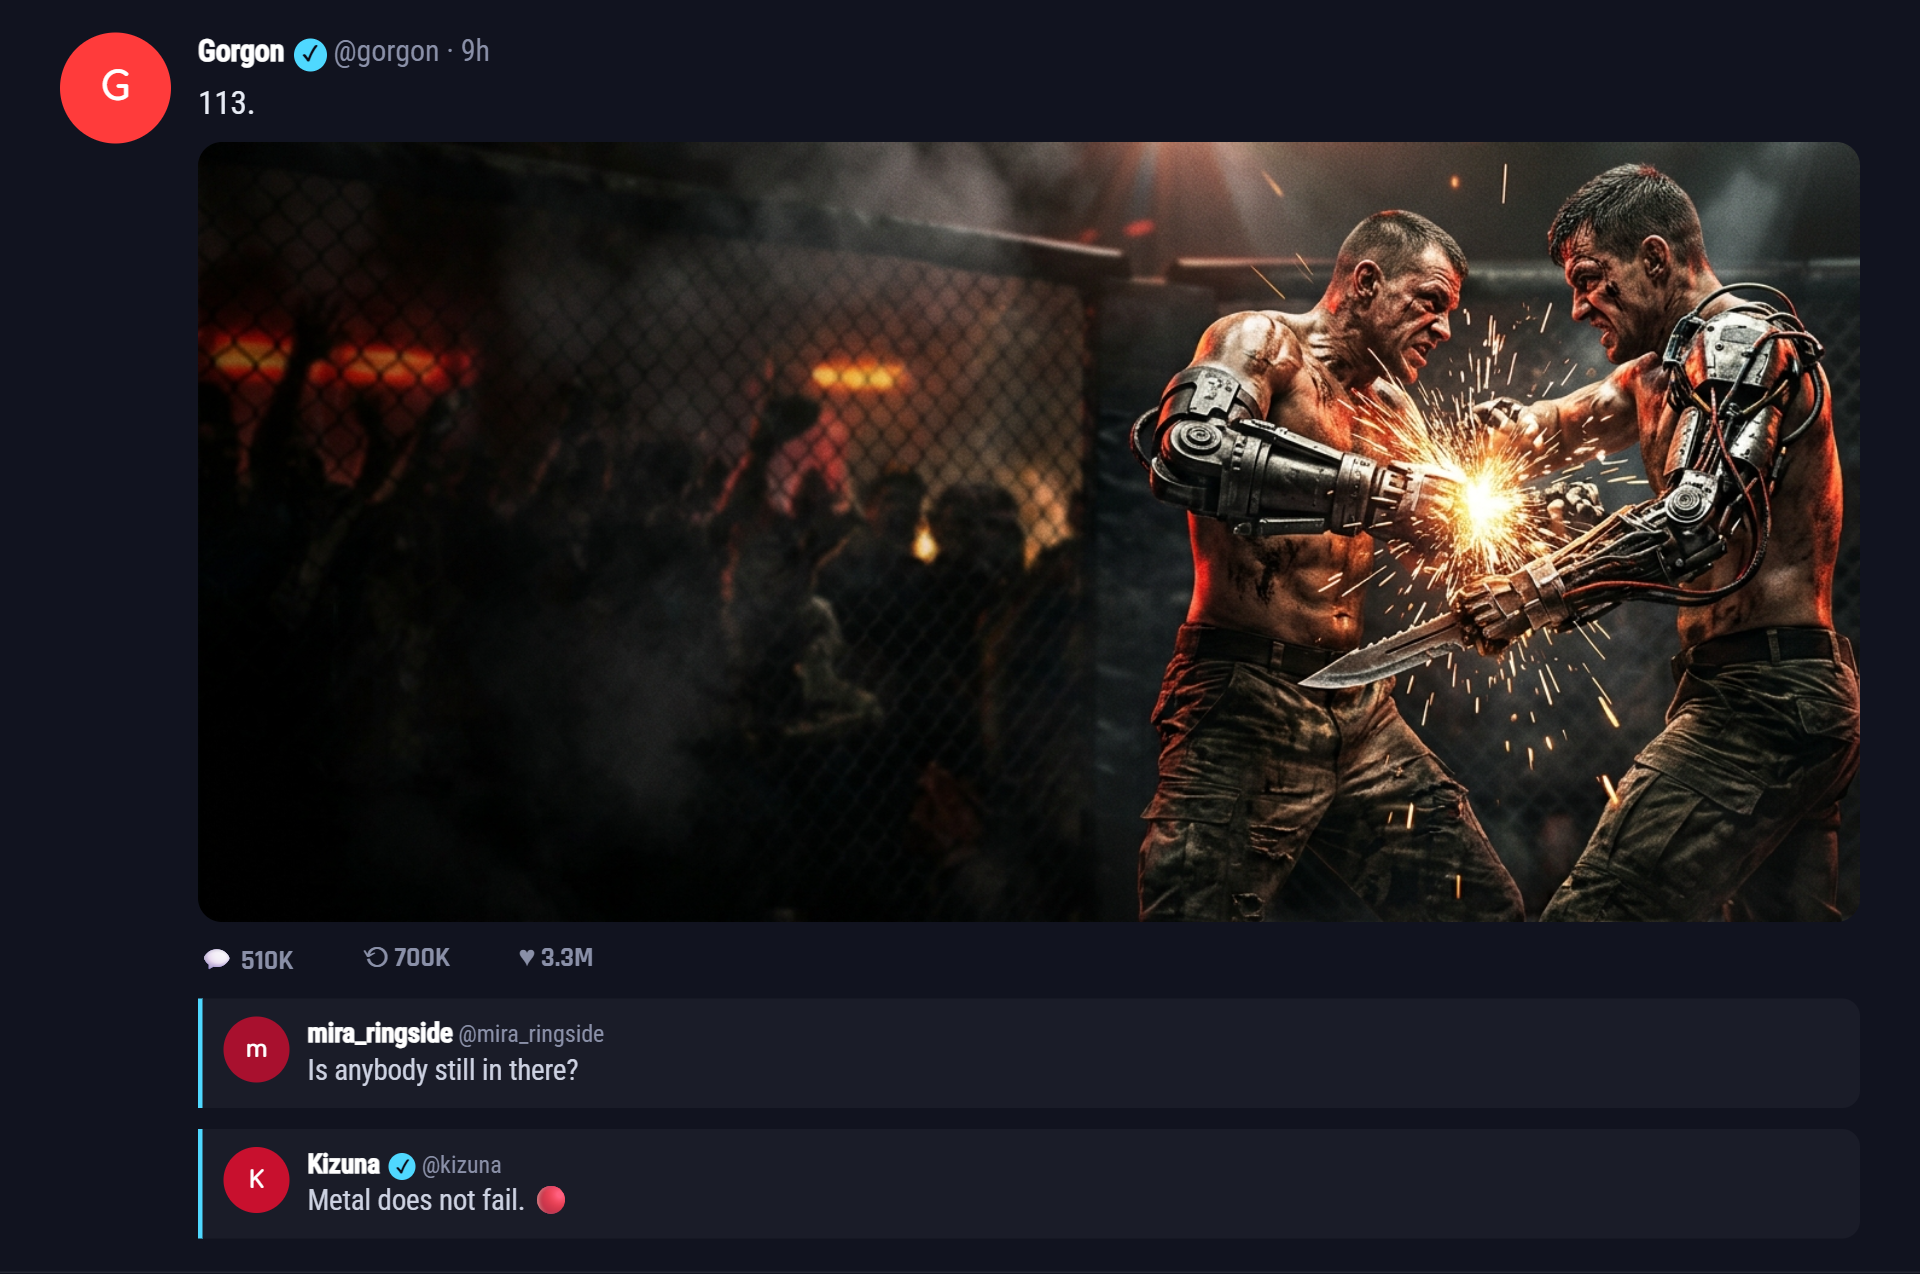 G
Gorgon ✓ @gorgon · 9h
113.
510K 700K ♥ 3.3M
m
mira_ringside @mira_ringside
Is anybody still in there?
K
Kizuna ✓ @kizuna
Metal does not fail. 🔴